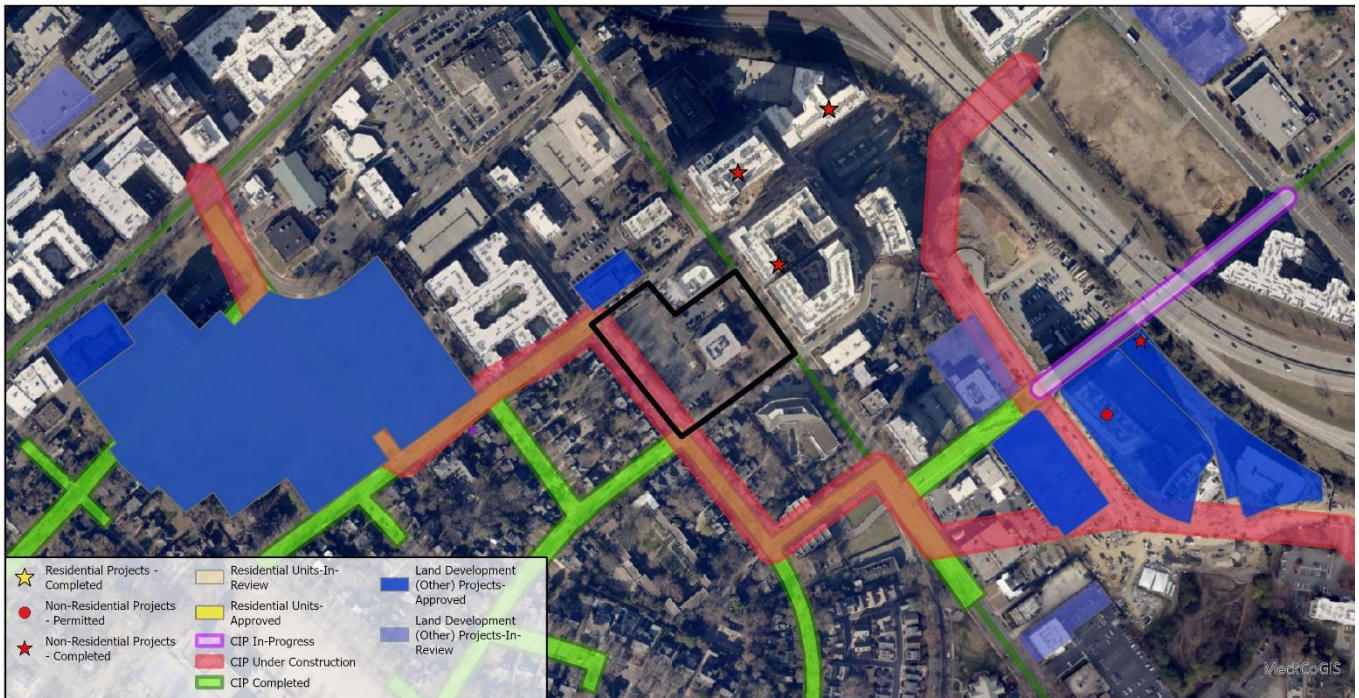 Residential Projects -
Completed
Non-Residential Projects
- Permitted
Non-Residential Projects
- Completed
Residential Units-In-
Review
Residential Units-
Approved
CIP In-Progress
CIP Under Construction
CIP Completed
Land Development
(Other) Projects-
Approved
Land Development
(Other) Projects-In-
Review
MeckCoGIS